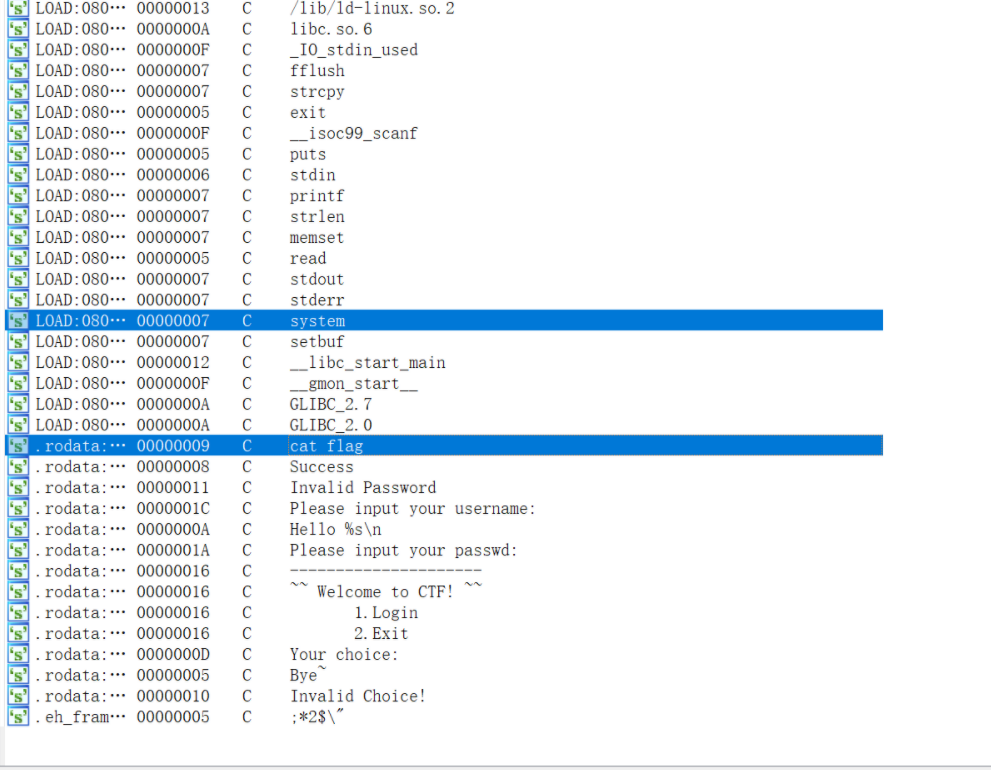 's' LOAD:080… 00000013 C /lib/ld-linux.so.2
's' LOAD:080… 0000000A C libc.so.6
's' LOAD:080… 0000000F C _IO_stdin_used
's' LOAD:080… 00000007 C fflush
's' LOAD:080… 00000007 C strcpy
's' LOAD:080… 00000005 C exit
's' LOAD:080… 0000000F C __isoc99_scanf
's' LOAD:080… 00000005 C puts
's' LOAD:080… 00000006 C stdin
's' LOAD:080… 00000007 C printf
's' LOAD:080… 00000007 C strlen
's' LOAD:080… 00000007 C memset
's' LOAD:080… 00000005 C read
's' LOAD:080… 00000007 C stdout
's' LOAD:080… 00000007 C stderr
's' LOAD:080… 00000007 C system
's' LOAD:080… 00000007 C setbuf
's' LOAD:080… 00000012 C __libc_start_main
's' LOAD:080… 0000000F C __gmon_start__
's' LOAD:080… 0000000A C GLIBC_2.7
's' LOAD:080… 0000000A C GLIBC_2.0
's' .rodata:… 00000009 C cat flag
's' .rodata:… 00000008 C Success
's' .rodata:… 00000011 C Invalid Password
's' .rodata:… 0000001C C Please input your username:
's' .rodata:… 0000000A C Hello %s\n
's' .rodata:… 0000001A C Please input your passwd:
's' .rodata:… 00000016 C ---------------------
's' .rodata:… 00000016 C ~~ Welcome to CTF! ~~
's' .rodata:… 00000016 C 1.Login
's' .rodata:… 00000016 C 2.Exit
's' .rodata:… 0000000D C Your choice:
's' .rodata:… 00000005 C Bye~
's' .rodata:… 00000010 C Invalid Choice!
's' .eh_fram… 00000005 C ;*2$\"